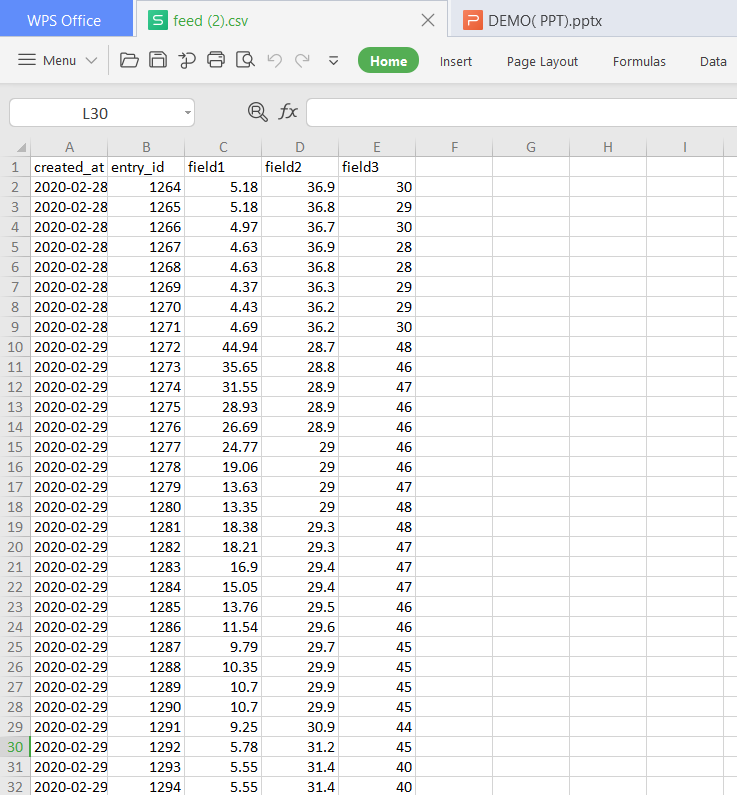 WPS Office S feed (2).csv P DEMO( PPT).pptx
Menu Home Insert Page Layout Formulas Data
L30 fx
A B C D E F G H I
1 created_at entry_id field1 field2 field3
2 2020-02-28 1264 5.18 36.9 30
3 2020-02-28 1265 5.18 36.8 29
4 2020-02-28 1266 4.97 36.7 30
5 2020-02-28 1267 4.63 36.9 28
6 2020-02-28 1268 4.63 36.8 28
7 2020-02-28 1269 4.37 36.3 29
8 2020-02-28 1270 4.43 36.2 29
9 2020-02-28 1271 4.69 36.2 30
10 2020-02-29 1272 44.94 28.7 48
11 2020-02-29 1273 35.65 28.8 46
12 2020-02-29 1274 31.55 28.9 47
13 2020-02-29 1275 28.93 28.9 46
14 2020-02-29 1276 26.69 28.9 46
15 2020-02-29 1277 24.77 29 46
16 2020-02-29 1278 19.06 29 46
17 2020-02-29 1279 13.63 29 47
18 2020-02-29 1280 13.35 29 48
19 2020-02-29 1281 18.38 29.3 48
20 2020-02-29 1282 18.21 29.3 47
21 2020-02-29 1283 16.9 29.4 47
22 2020-02-29 1284 15.05 29.4 47
23 2020-02-29 1285 13.76 29.5 46
24 2020-02-29 1286 11.54 29.6 46
25 2020-02-29 1287 9.79 29.7 45
26 2020-02-29 1288 10.35 29.9 45
27 2020-02-29 1289 10.7 29.9 45
28 2020-02-29 1290 10.7 29.9 45
29 2020-02-29 1291 9.25 30.9 44
30 2020-02-29 1292 5.78 31.2 45
31 2020-02-29 1293 5.55 31.4 40
32 2020-02-29 1294 5.55 31.4 40